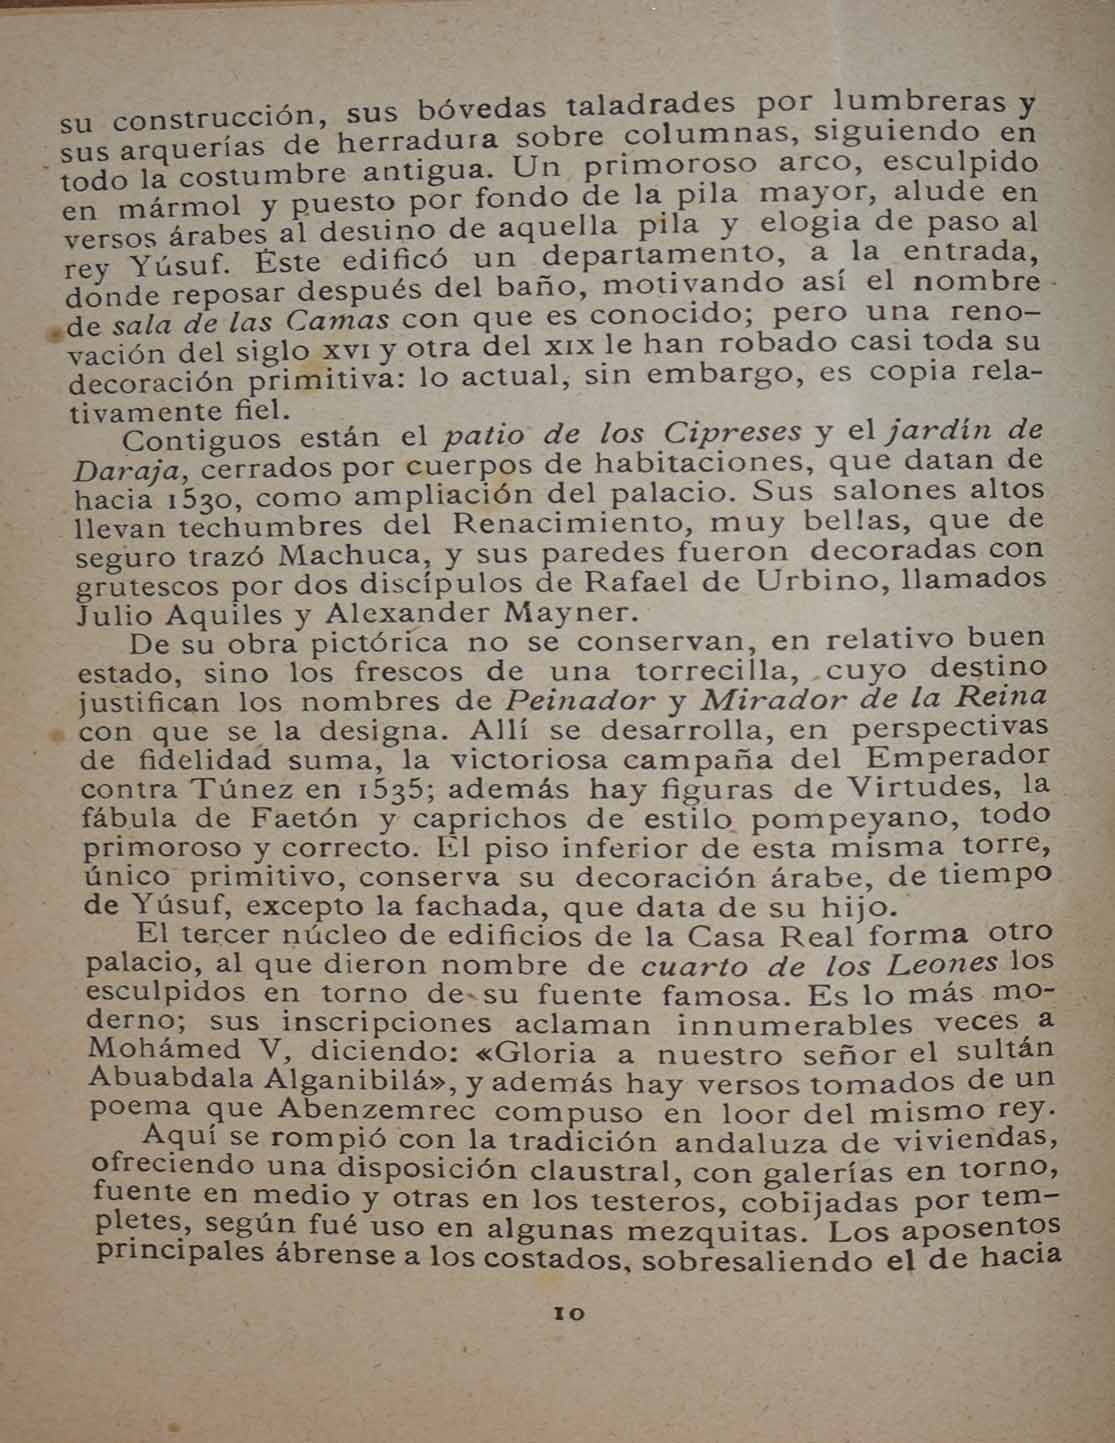 su construcción, sus bóvedas taladrades por lumbreras y
sus arquerías de herradura sobre columnas, siguiendo en
todo la costumbre antigua. Un primoroso arco, esculpido
en mármol y puesto por fondo de la pila mayor, alude en
versos árabes al destino de aquella pila y elogia de paso al
rey Yúsuf. Éste edificó un departamento, a la entrada,
donde reposar después del baño, motivando así el nombre
de sala de las Camas con que es conocido; pero una reno-
vación del siglo XVI y otra del XIX le han robado casi toda su
decoración primitiva: lo actual, sin embargo, es copia rela-
tivamente fiel.
Contiguos están el patio de los Cipreses y el jardín de
Daraja, cerrados por cuerpos de habitaciones, que datan de
hacia 1530, como ampliación del palacio. Sus salones altos
llevan techumbres del Renacimiento, muy bellas, que de
seguro trazó Machuca, y sus paredes fueron decoradas con
grutescos por dos discípulos de Rafael de Urbino, llamados
Julio Aquiles y Alexander Mayner.
De su obra pictórica no se conservan, en relativo buen
estado, sino los frescos de una torrecilla, cuyo destino
justifican los nombres de Peinador y Mirador de la Reina
con que se la designa. Allí se desarrolla, en perspectivas
de fidelidad suma, la victoriosa campaña del Emperador
contra Túnez en 1535; además hay figuras de Virtudes, la
fábula de Faetón y caprichos de estilo pompeyano, todo
primoroso y correcto. El piso inferior de esta misma torre,
único primitivo, conserva su decoración árabe, de tiempo
de Yúsuf, excepto la fachada, que data de su hijo.
El tercer núcleo de edificios de la Casa Real forma otro
palacio, al que dieron nombre de cuarto de los Leones los
esculpidos en torno de su fuente famosa. Es lo más mo-
derno; sus inscripciones aclaman innumerables veces a
Mohámed V, diciendo: «Gloria a nuestro señor el sultán
Abuabdala Alganibilá», y además hay versos tomados de un
poema que Abenzemrec compuso en loor del mismo rey.
Aquí se rompió con la tradición andaluza de viviendas,
ofreciendo una disposición claustral, con galerías en torno,
fuente en medio y otras en los testeros, cobijadas por tem-
pletes, según fué uso en algunas mezquitas. Los aposentos
principales ábrense a los costados, sobresaliendo el de hacia
10